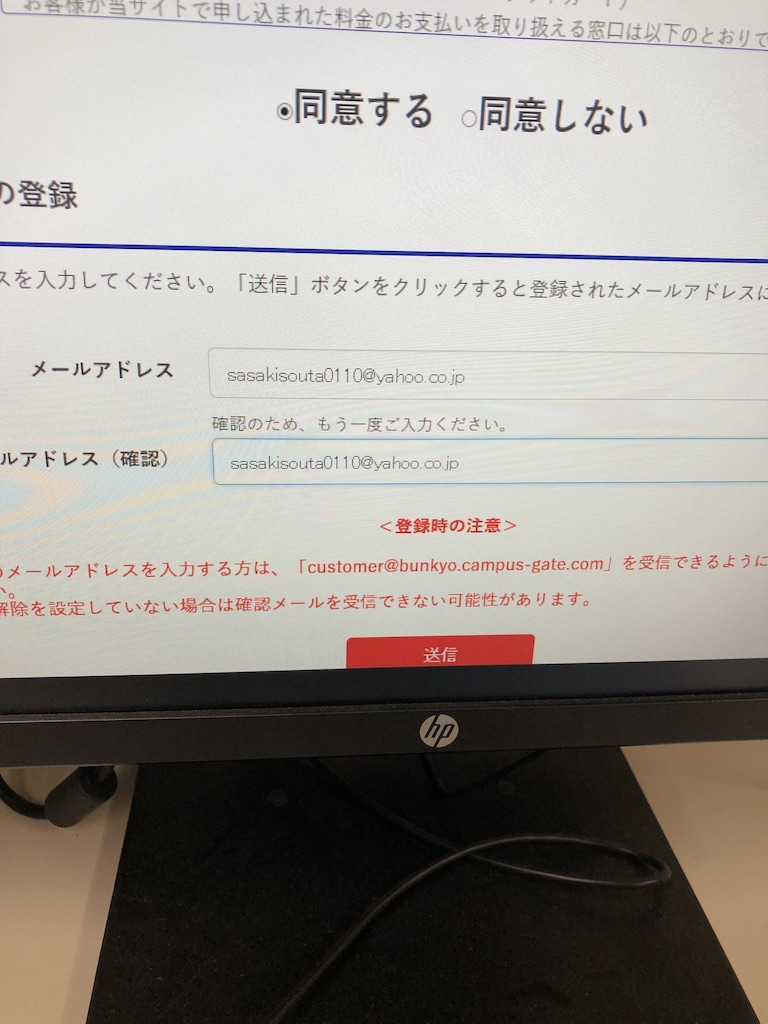 お客様が当サイトで申し込まれた料金のお支払いを取り扱える窓口は以下のとおりで
同意する 同意しない
の登録
スを入力してください。「送信」ボタンをクリックすると登録されたメールアドレスに
メールアドレス sasakisouta0110@yahoo.co.jp
確認のため、もう一度ご入力ください。
ルアドレス（確認） sasakisouta0110@yahoo.co.jp
＜登録時の注意＞
メールアドレスを入力する方は、「customer@bunkyo.campus-gate.com」を受信できるように
い。
解除を設定していない場合は確認メールを受信できない可能性があります。
送信
hp